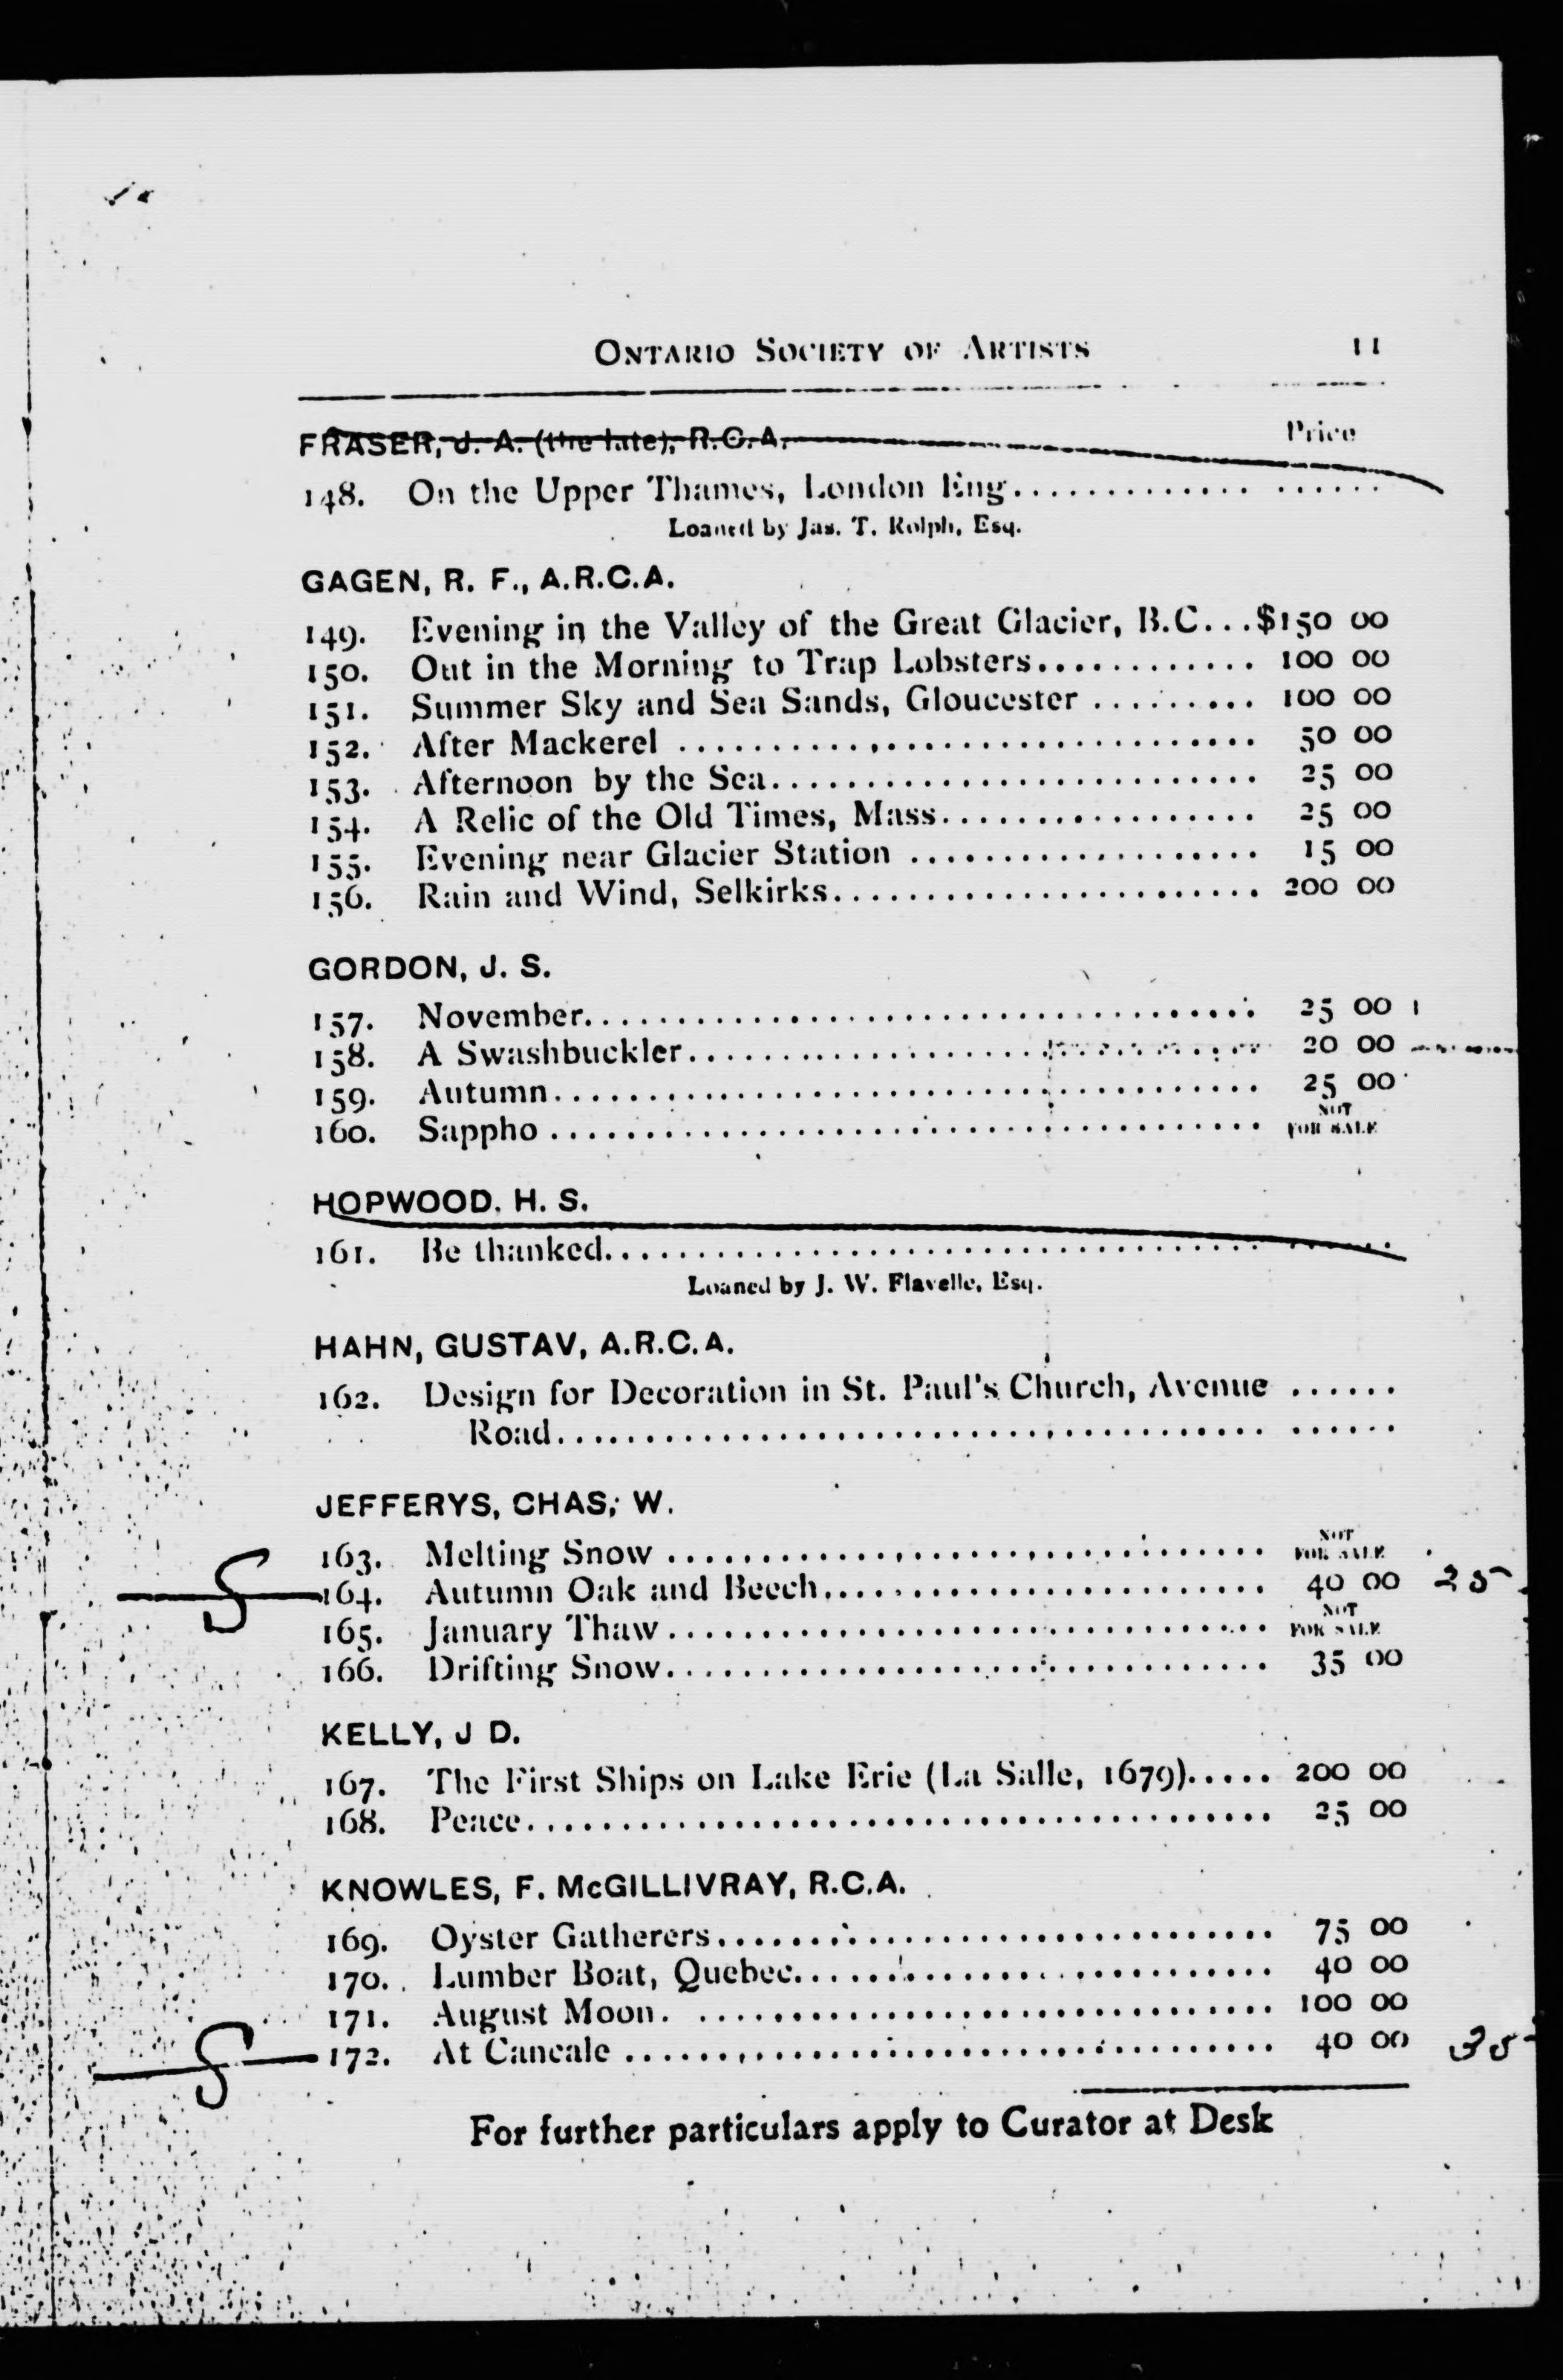 ONTARIO SOCIETY OF ARTISTS 11
Price
FRASER, J. A. (the late), R.C.A.
148. On the Upper Thames, London Eng.............. ......
Loaned by Jas. T. Rolph, Esq.
GAGEN, R. F., A.R.C.A.
149. Evening in the Valley of the Great Glacier, B.C...$150 00
150. Out in the Morning to Trap Lobsters............ 100 00
151. Summer Sky and Sea Sands, Gloucester ......... 100 00
152. After Mackerel ............................... 50 00
153. Afternoon by the Sea.......................... 25 00
154. A Relic of the Old Times, Mass................. 25 00
155. Evening near Glacier Station ................... 15 00
156. Rain and Wind, Selkirks....................... 200 00
GORDON, J. S.
157. November.................................... 25 00
158. A Swashbuckler............................... 20 00
159. Autumn...................................... 25 00
160. Sappho ...................................... NOT FOR SALE
HOPWOOD. H. S.
161. Be thanked................................... ......
Loaned by J. W. Flavelle, Esq.
HAHN, GUSTAV, A.R.C.A.
162. Design for Decoration in St. Paul's Church, Avenue ......
Road...................................... ......
JEFFERYS, CHAS, W.
163. Melting Snow ................................ NOT FOR SALE
S 164. Autumn Oak and Beech........................ 40 00 25
165. January Thaw................................ NOT FOR SALE
166. Drifting Snow................................ 35 00
KELLY, J D.
167. The First Ships on Lake Erie (La Salle, 1679)..... 200 00
168. Peace........................................ 25 00
KNOWLES, F. McGILLIVRAY, R.C.A.
169. Oyster Gatherers.............................. 75 00
170. Lumber Boat, Quebec.......................... 40 00
171. August Moon. ............................... 100 00
S 172. At Cancale ................................... 40 00 35
For further particulars apply to Curator at Desk